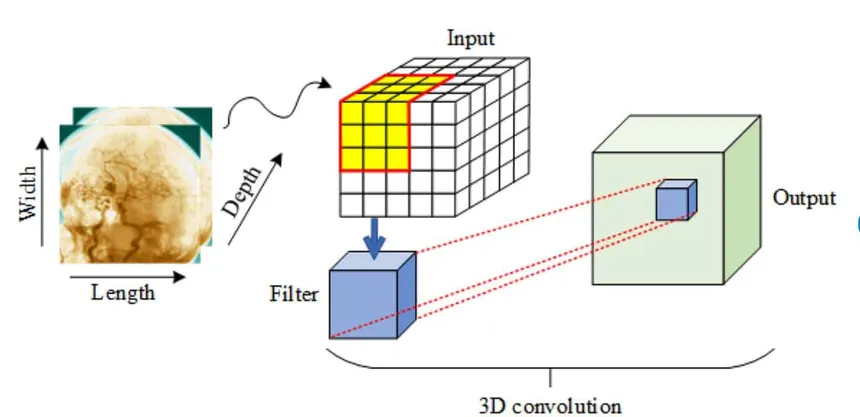 Input
Width
Depth
Length
Filter
Output
3D convolution